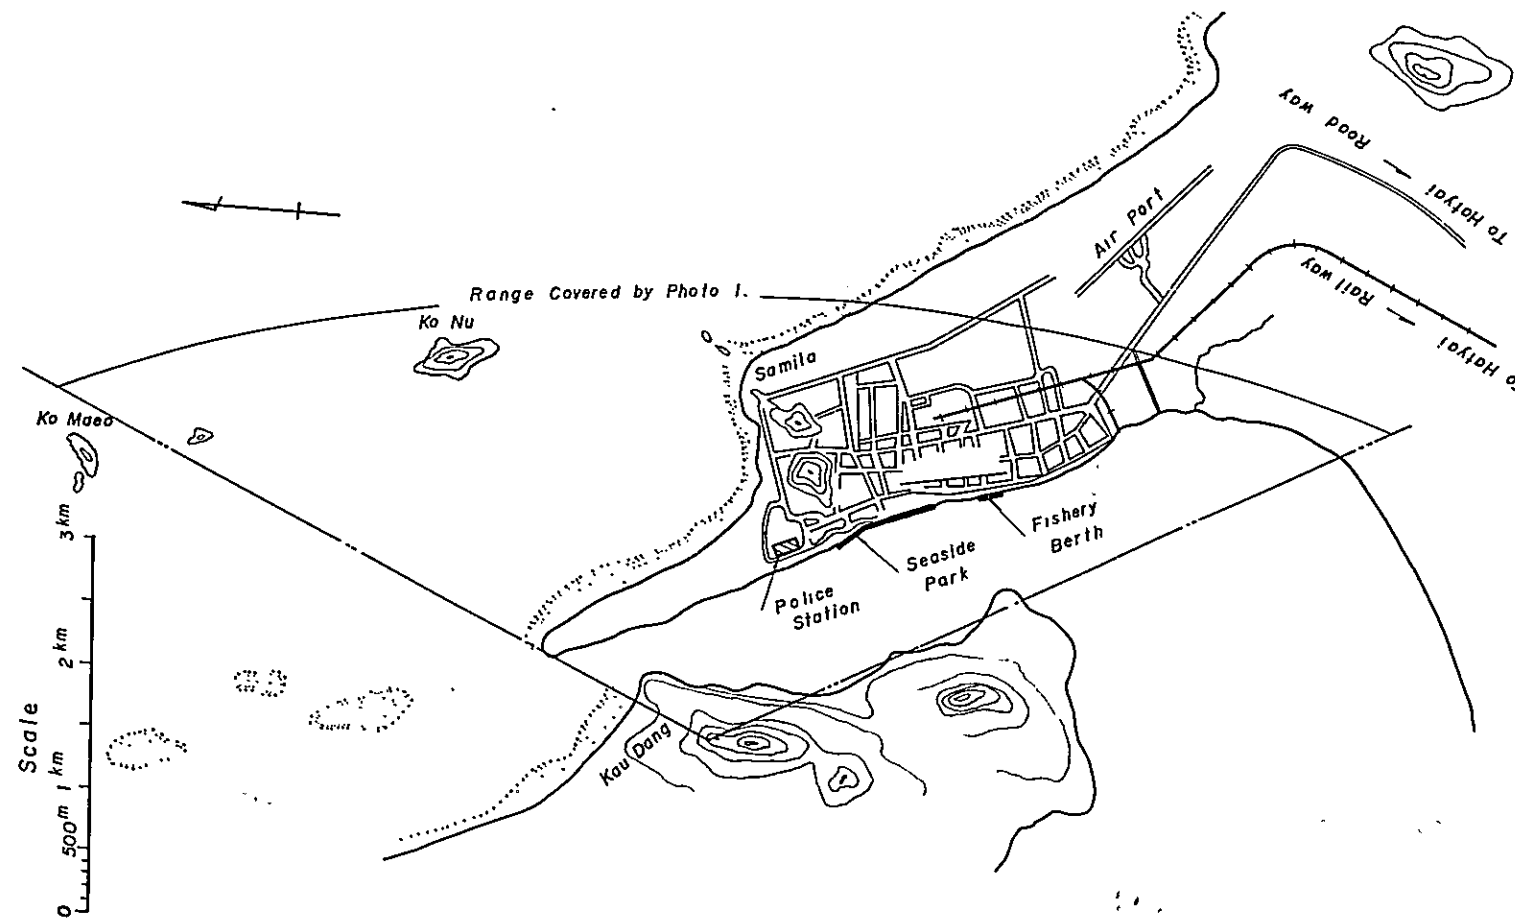 Road way
To Hatyai
Air Port
Rail way
To Hatyai
Range Covered by Photo 1.
Ko Nu
Samila
Ko Maeo
Fishery
Berth
Seaside
Park
Police
Station
Kau Dang
Scale
3 km
2 km
1 km
500 m
0